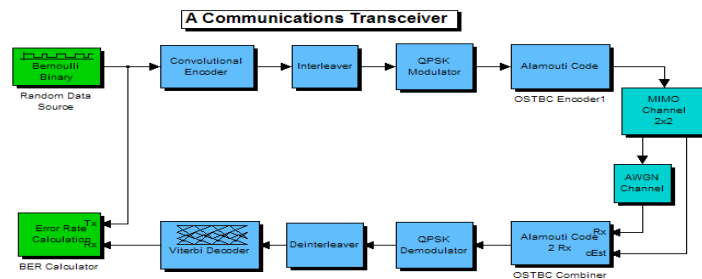 A Communications Transceiver
Bernoulli
Binary
Random Data
Source
Convolutional
Encoder
Interleaver
QPSK
Modulator
Alamouti Code
OSTBC Encoder1
MIMO
Channel
2x2
AWGN
Channel
Rx
cEst
Alamouti Code
2 Rx
OSTBC Combiner
QPSK
Demodulator
Deinterleaver
Viterbi Decoder
Tx
Rx
Error Rate
Calculation
BER Calculator